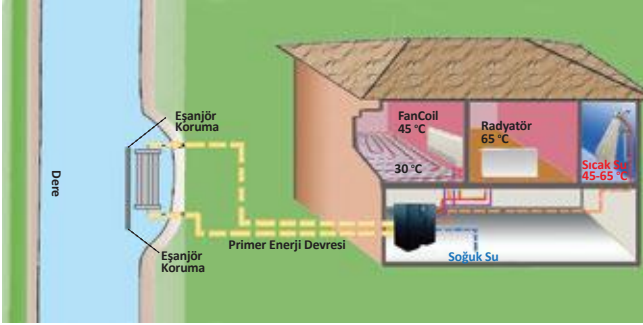 Eşanjör
Koruma
Dere
Eşanjör
Koruma
Primer Enerji Devresi
FanCoil
45 °C
30 °C
Radyatör
65 °C
Sıcak Su
45-65 °C
Soğuk Su